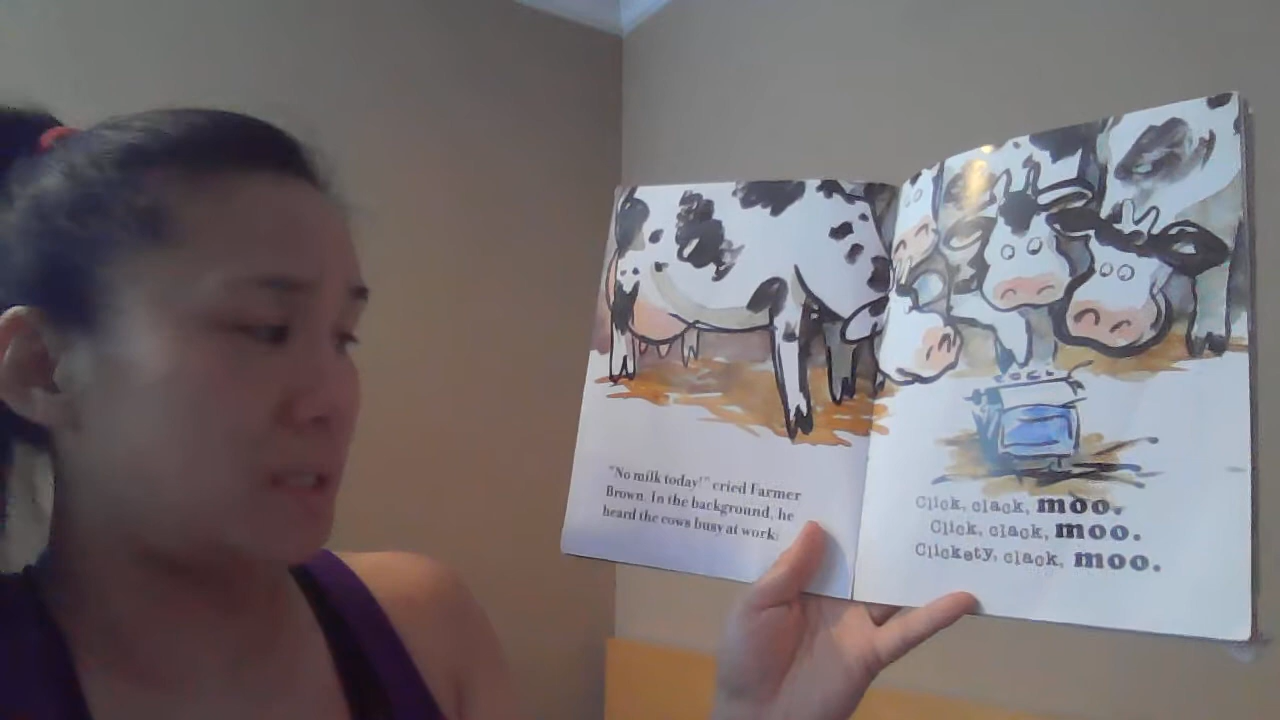 "No milk today!" cried Farmer
Brown. In the background, he
heard the cows busy at work:
Click, clack, moo.
Click, clack, moo.
Clickety, clack, moo.